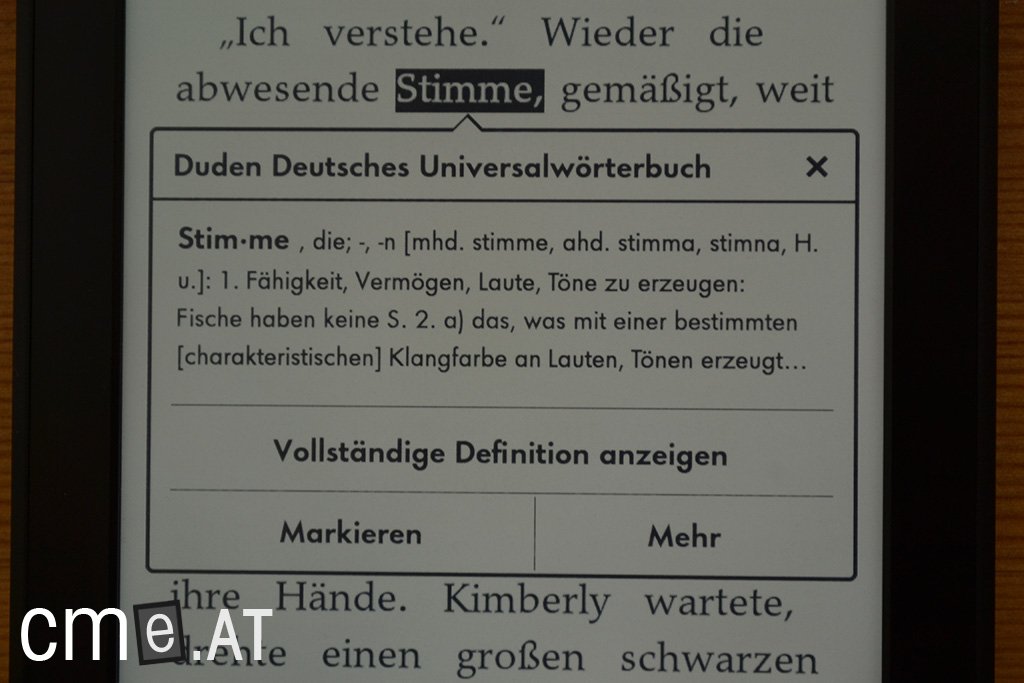 „Ich verstehe.“ Wieder die
abwesende Stimme, gemäßigt, weit
Duden Deutsches Universalwörterbuch ×
Stim·me , die; -, -n [mhd. stimme, ahd. stimma, stimna, H.
u.]: 1. Fähigkeit, Vermögen, Laute, Töne zu erzeugen:
Fische haben keine S. 2. a) das, was mit einer bestimmten
[charakteristischen] Klangfarbe an Lauten, Tönen erzeugt...
Vollständige Definition anzeigen
Markieren Mehr
ihre Hände. Kimberly wartete,
drehte einen großen schwarzen
cme.AT